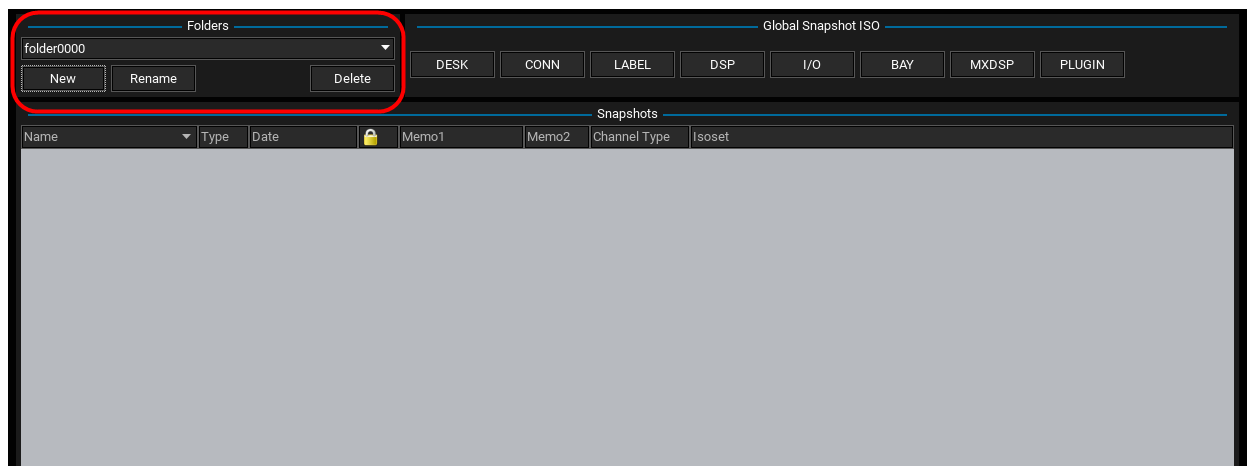 Folders
folder0000
New Rename Delete
Global Snapshot ISO
DESK CONN LABEL DSP I/O BAY MXDSP PLUGIN
Snapshots
Name Type Date Memo1 Memo2 Channel Type Isoset